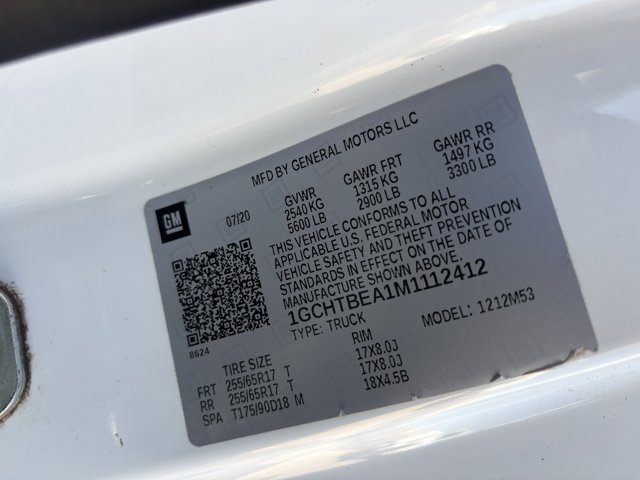 MFD BY GENERAL MOTORS LLC
GM
07/20
GVWR GAWR FRT GAWR RR
2540 KG 1315 KG 1497 KG
5600 LB 2900 LB 3300 LB
THIS VEHICLE CONFORMS TO ALL
APPLICABLE U.S. FEDERAL MOTOR
VEHICLE SAFETY AND THEFT PREVENTION
STANDARDS IN EFFECT ON THE DATE OF
MANUFACTURE SHOWN ABOVE.
1GCHTBEA1M1112412
8624
TYPE: TRUCK MODEL: 1212M53
TIRE SIZE RIM
FRT 255/65R17 T 17X8.0J
RR 255/65R17 T 17X8.0J
SPA T175/90D18 M 18X4.5B